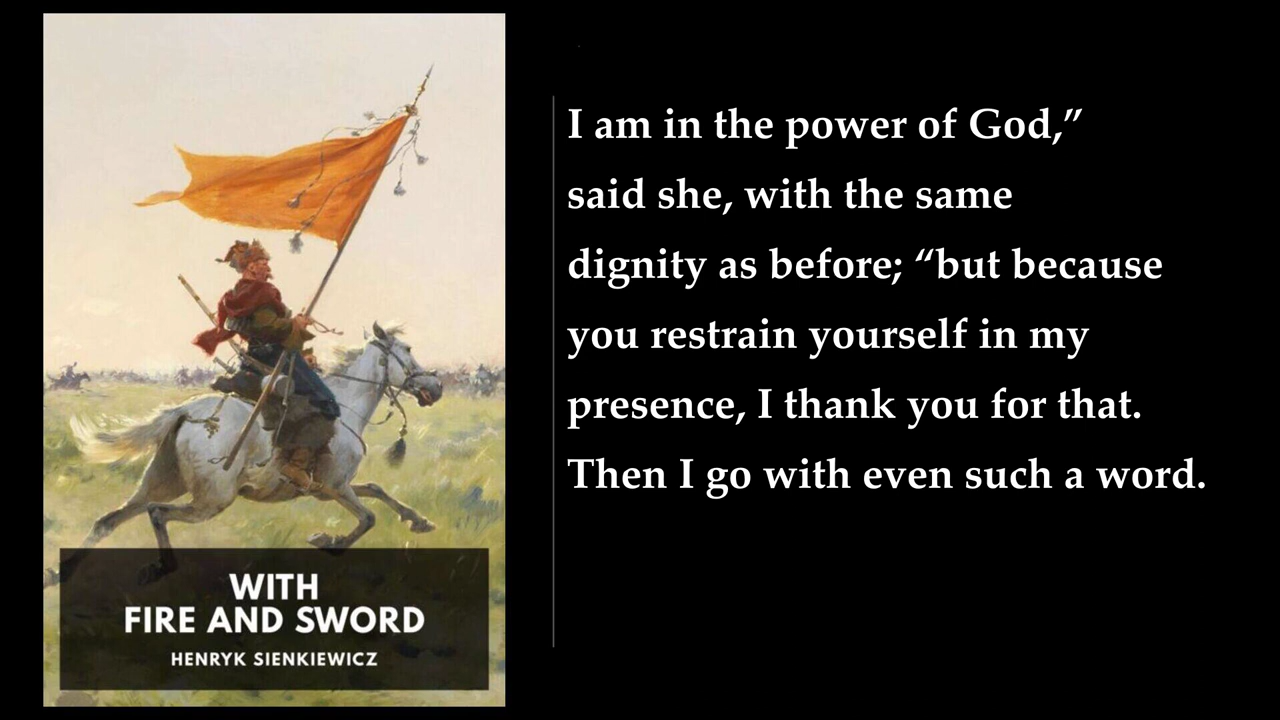 I am in the power of God,”
said she, with the same
dignity as before; “but because
you restrain yourself in my
presence, I thank you for that.
Then I go with even such a word.
WITH
FIRE AND SWORD
HENRYK SIENKIEWICZ